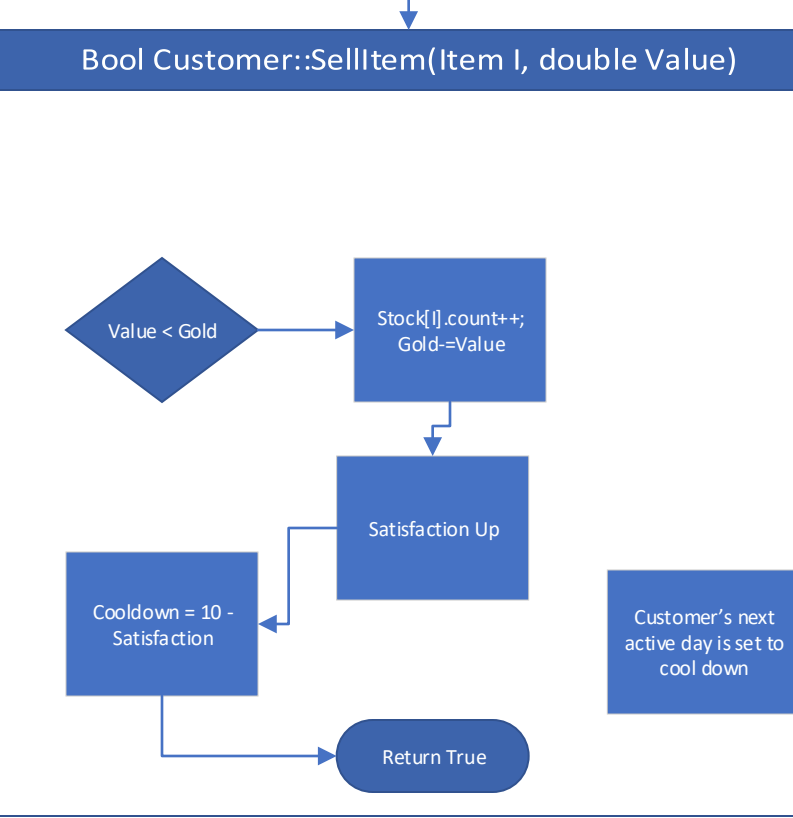 Bool Customer::SellItem(Item I, double Value)
Value < Gold
Stock[I].count++;
Gold-=Value
Satisfaction Up
Cooldown = 10 -
Satisfaction
Customer’s next
active day is set to
cool down
Return True